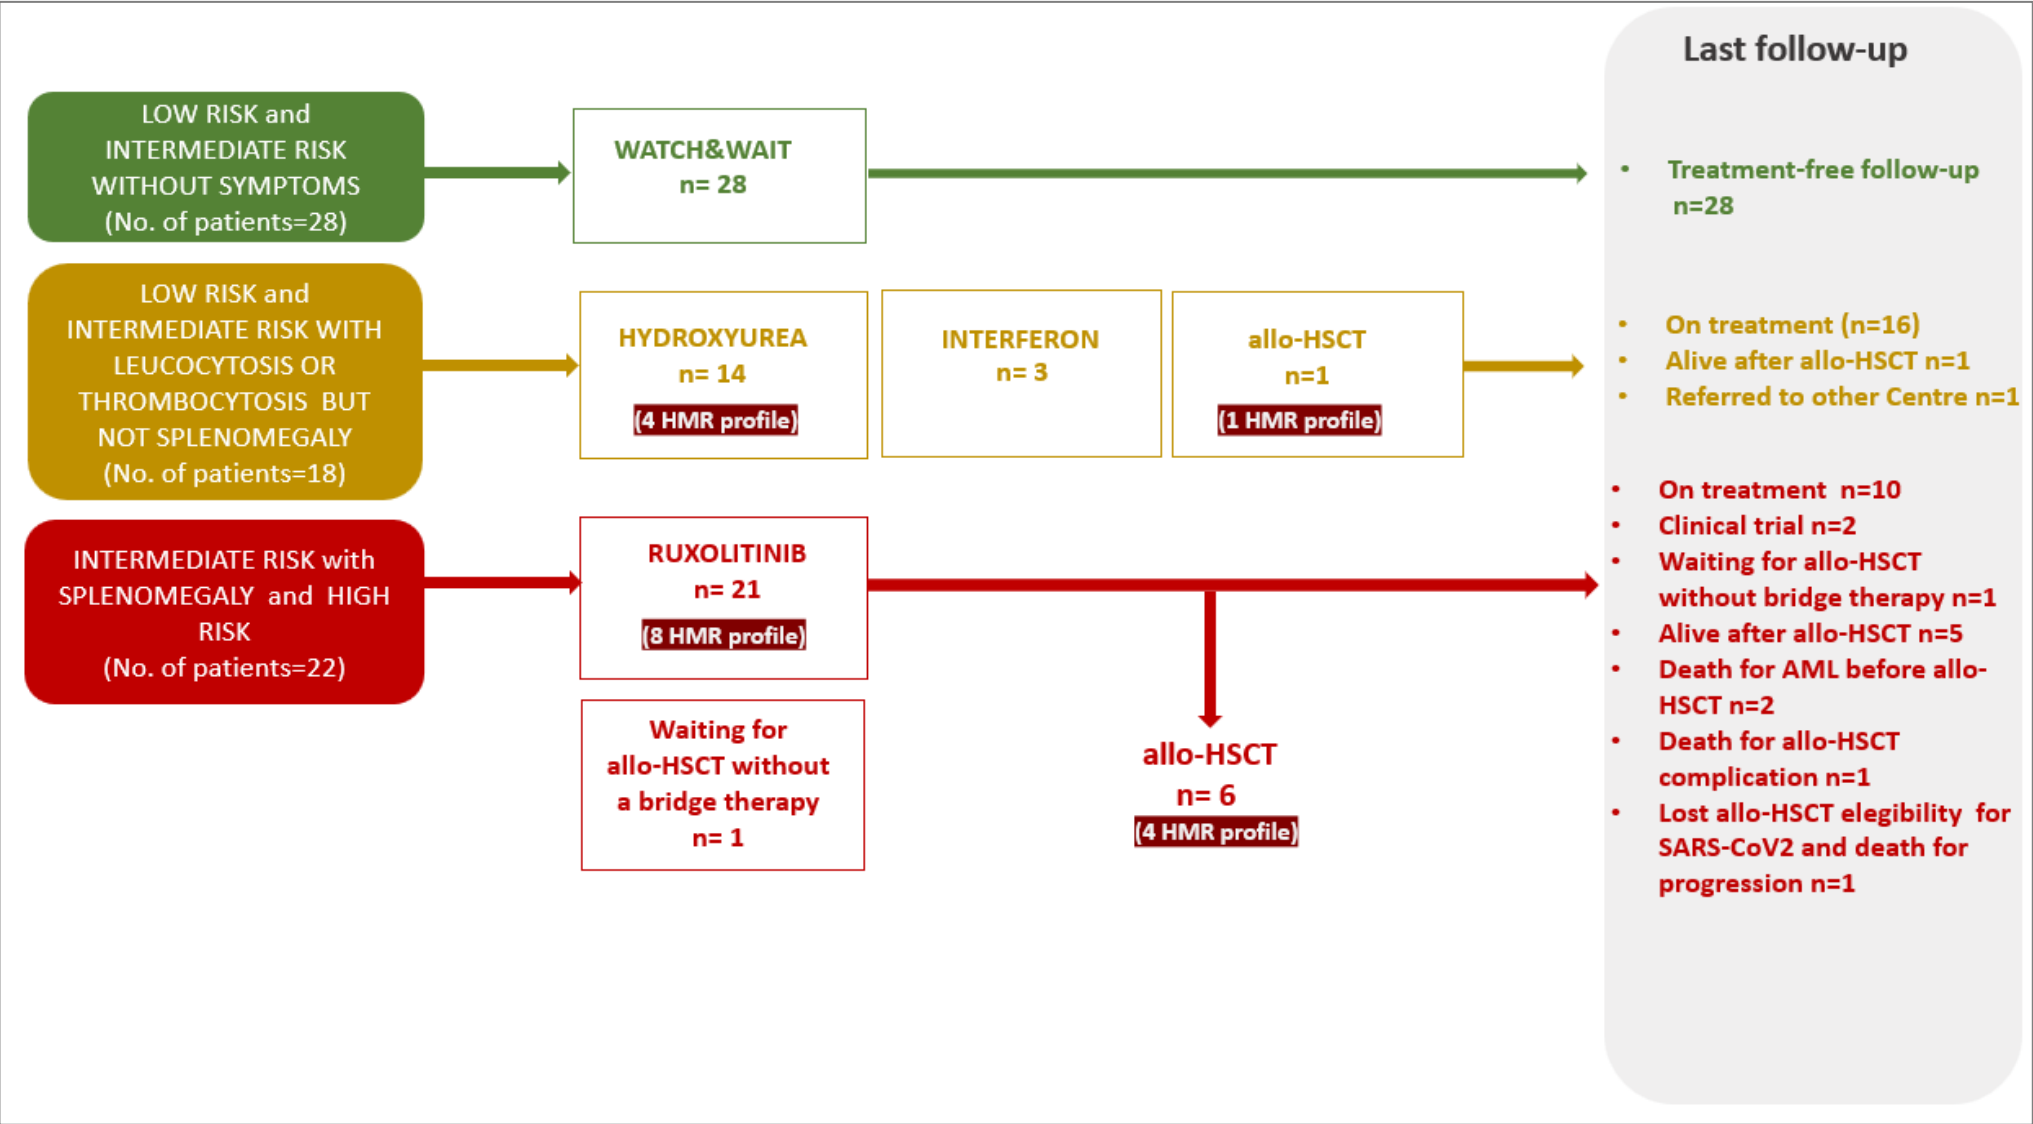 Last follow-up
LOW RISK and
INTERMEDIATE RISK
WITHOUT SYMPTOMS
(No. of patients=28)
WATCH&WAIT
n= 28
• Treatment-free follow-up
n=28
LOW RISK and
INTERMEDIATE RISK WITH
LEUCOCYTOSIS OR
THROMBOCYTOSIS BUT
NOT SPLENOMEGALY
(No. of patients=18)
HYDROXYUREA
n= 14
(4 HMR profile)
INTERFERON
n= 3
allo-HSCT
n=1
(1 HMR profile)
• On treatment (n=16)
• Alive after allo-HSCT n=1
• Referred to other Centre n=1
INTERMEDIATE RISK with
SPLENOMEGALY and HIGH
RISK
(No. of patients=22)
RUXOLITINIB
n= 21
(8 HMR profile)
Waiting for
allo-HSCT without
a bridge therapy
n= 1
allo-HSCT
n= 6
(4 HMR profile)
• On treatment n=10
• Clinical trial n=2
• Waiting for allo-HSCT
without bridge therapy n=1
• Alive after allo-HSCT n=5
• Death for AML before allo-
HSCT n=2
• Death for allo-HSCT
complication n=1
• Lost allo-HSCT elegibility for
SARS-CoV2 and death for
progression n=1